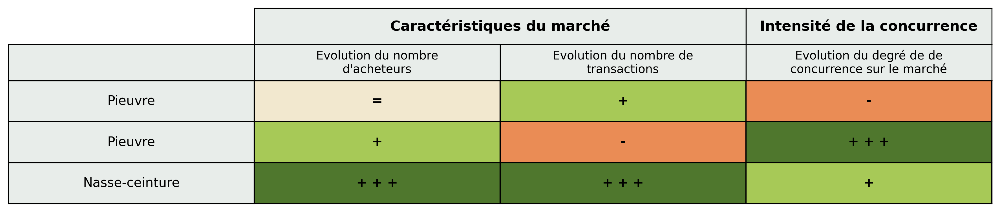 Caractéristiques du marché
Intensité de la concurrence
Evolution du nombre
d'acheteurs
Evolution du nombre de
transactions
Evolution du degré de de
concurrence sur le marché
Pieuvre
=
+
-
Pieuvre
+
-
+ + +
Nasse-ceinture
+ + +
+ + +
+